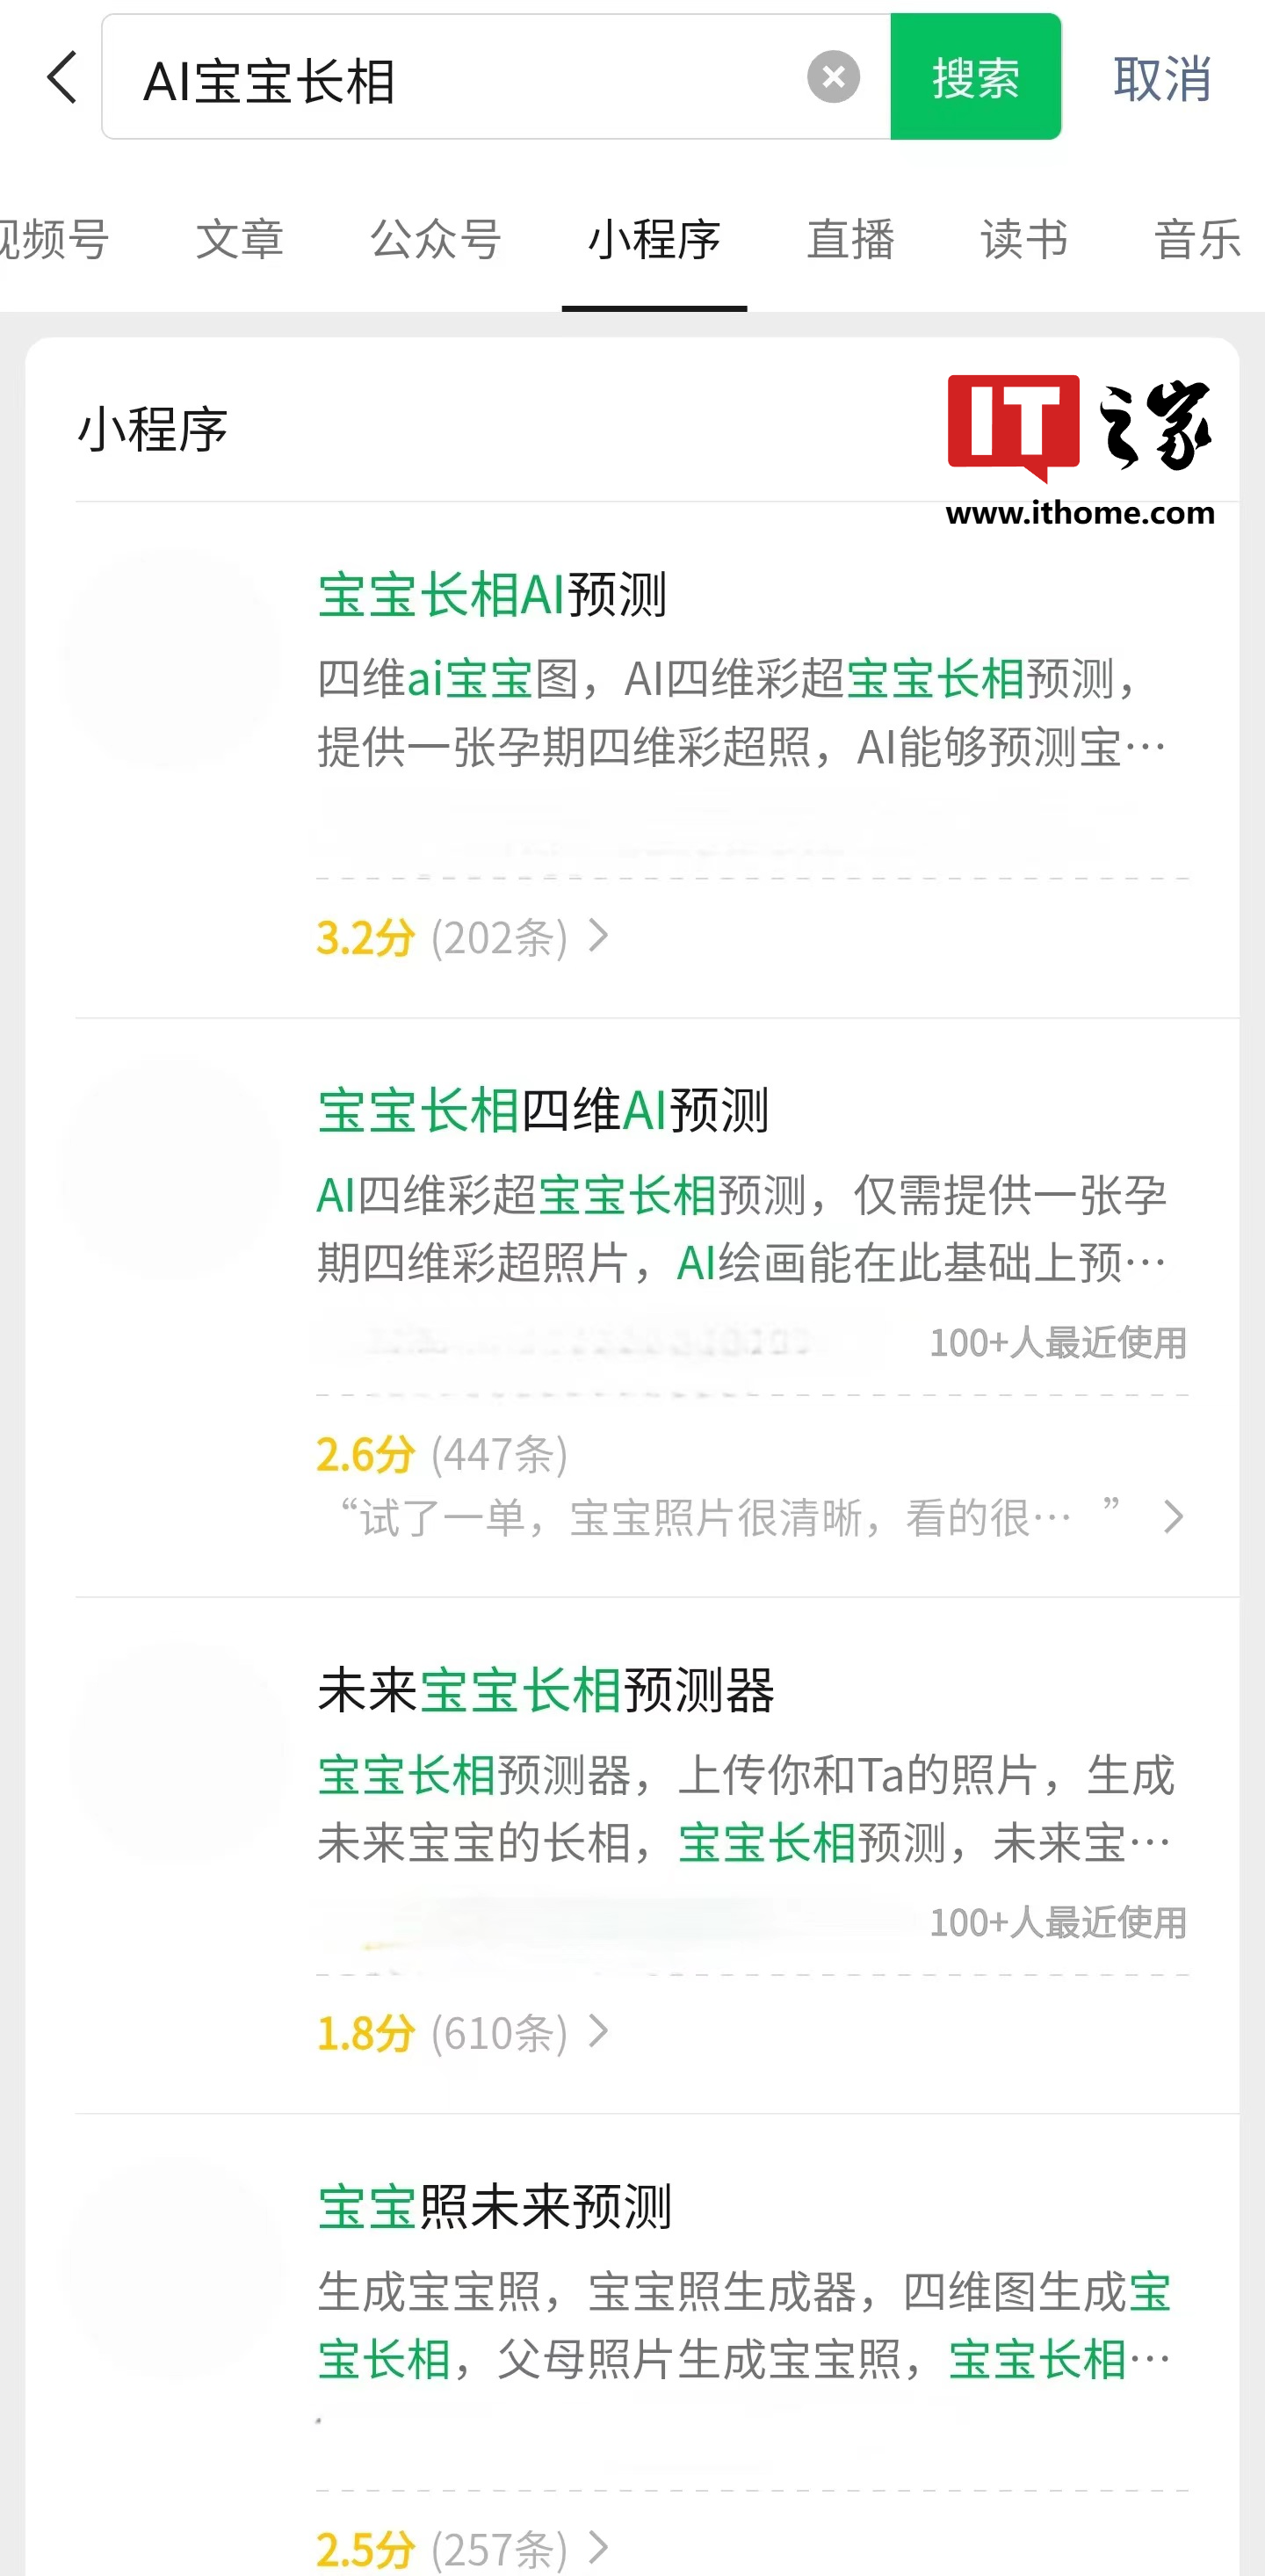 AI宝宝长相
搜索
取消
视频号 文章 公众号 小程序 直播 读书 音乐
小程序
IT之家
www.ithome.com
宝宝长相AI预测
四维ai宝宝图，AI四维彩超宝宝长相预测，
提供一张孕期四维彩超照，AI能够预测宝…
3.2分 (202条)
宝宝长相四维AI预测
AI四维彩超宝宝长相预测，仅需提供一张孕
期四维彩超照片，AI绘画能在此基础上预…
100+人最近使用
2.6分 (447条)
“试了一单，宝宝照片很清晰，看的很… ”
未来宝宝长相预测器
宝宝长相预测器，上传你和Ta的照片，生成
未来宝宝的长相，宝宝长相预测，未来宝…
100+人最近使用
1.8分 (610条)
宝宝照未来预测
生成宝宝照，宝宝照生成器，四维图生成宝
宝长相，父母照片生成宝宝照，宝宝长相…
2.5分 (257条)